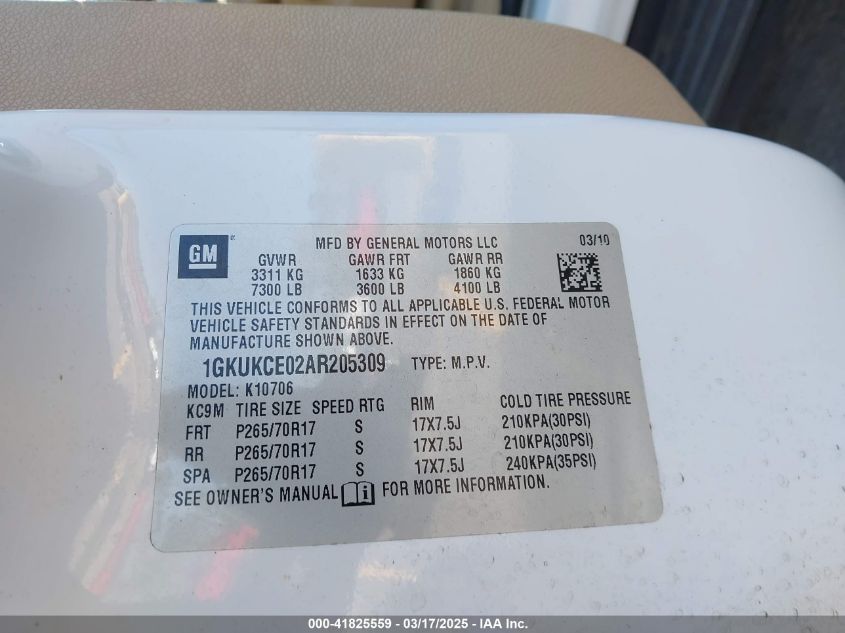 GM
MFD BY GENERAL MOTORS LLC 03/10
GVWR GAWR FRT GAWR RR
3311 KG 1633 KG 1860 KG
7300 LB 3600 LB 4100 LB
THIS VEHICLE CONFORMS TO ALL APPLICABLE U.S. FEDERAL MOTOR
VEHICLE SAFETY STANDARDS IN EFFECT ON THE DATE OF
MANUFACTURE SHOWN ABOVE.
1GKUKCE02AR205309 TYPE: M.P.V.
MODEL: K10706
KC9M TIRE SIZE SPEED RTG RIM COLD TIRE PRESSURE
FRT P265/70R17 S 17X7.5J 210KPA(30PSI)
RR P265/70R17 S 17X7.5J 210KPA(30PSI)
SPA P265/70R17 S 17X7.5J 240KPA(35PSI)
SEE OWNER'S MANUAL i FOR MORE INFORMATION.
000-41825559 — 03/17/2025 — IAA Inc.